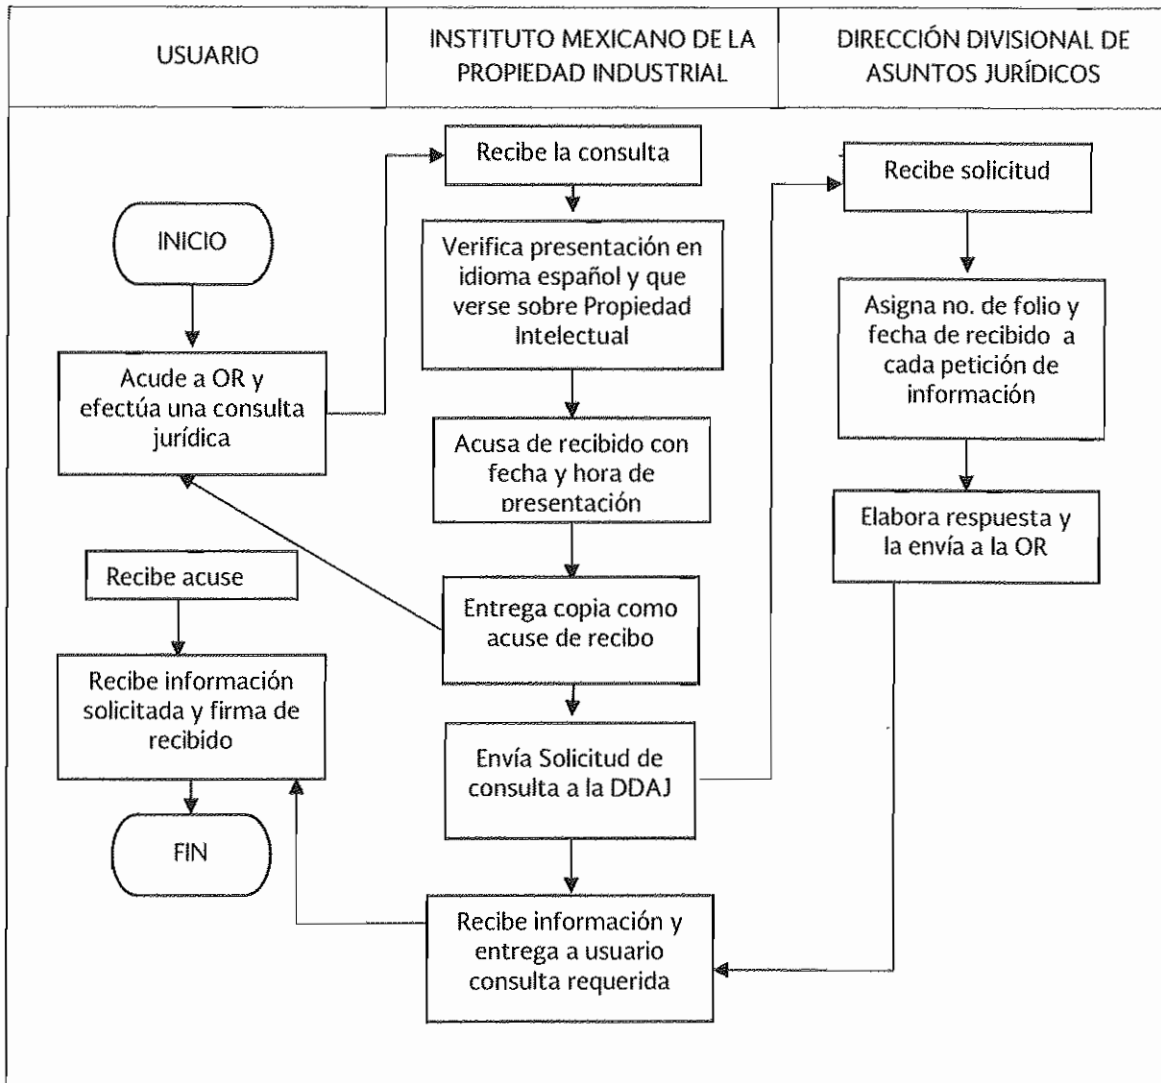 USUARIO
INSTITUTO MEXICANO DE LA
PROPIEDAD INDUSTRIAL
DIRECCIÓN DIVISIONAL DE
ASUNTOS JURÍDICOS
INICIO
Acude a OR y
efectúa una consulta
jurídica
Recibe acuse
Recibe información
solicitada y firma de
recibido
FIN
Recibe la consulta
Verifica presentación en
idioma español y que
verse sobre Propiedad
Intelectual
Acusa de recibido con
fecha y hora de
presentación
Entrega copia como
acuse de recibo
Envía Solicitud de
consulta a la DDAJ
Recibe información y
entrega a usuario
consulta requerida
Recibe solicitud
Asigna no. de folio y
fecha de recibido a
cada petición de
información
Elabora respuesta y
la envía a la OR